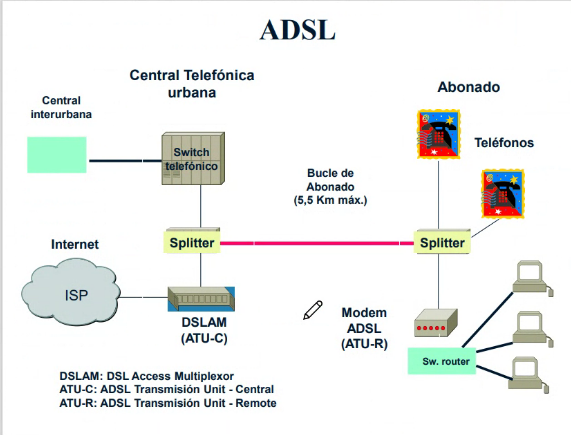 ADSL
Central Telefónica
urbana
Central
interurbana
Switch
telefónico
Abonado
Teléfonos
Bucle de
Abonado
(5,5 Km máx.)
Splitter
Splitter
Internet
ISP
DSLAM
(ATU-C)
Modem
ADSL
(ATU-R)
Sw. router
DSLAM: DSL Access Multiplexor
ATU-C: ADSL Transmisión Unit - Central
ATU-R: ADSL Transmisión Unit - Remote